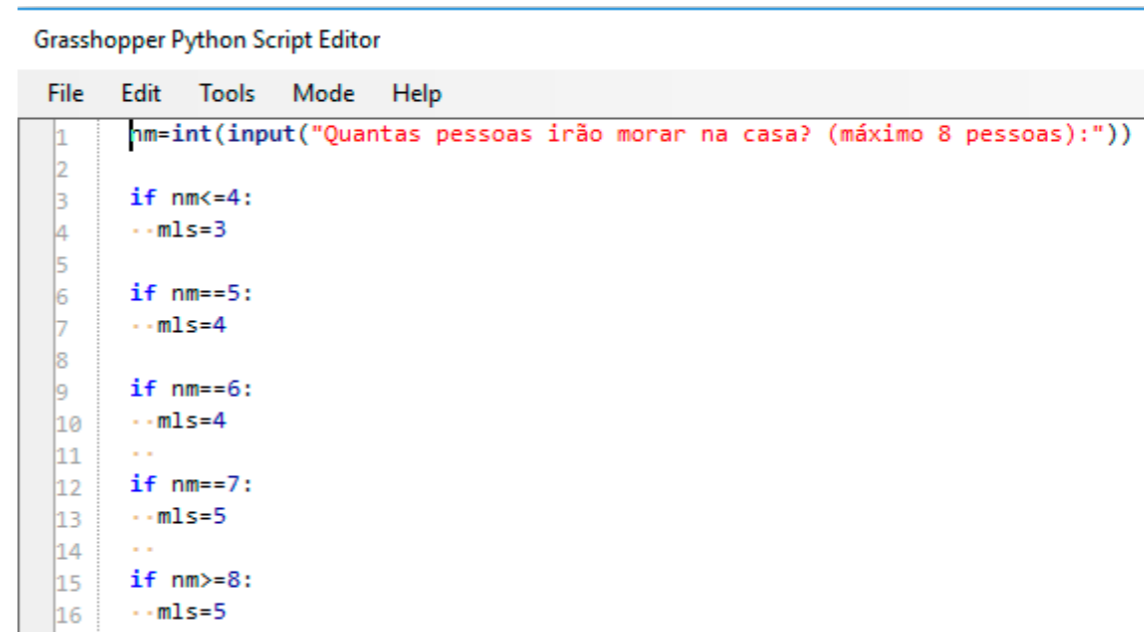 Grasshopper Python Script Editor
File Edit Tools Mode Help
1 nm=int(input("Quantas pessoas irão morar na casa? (máximo 8 pessoas):"))
2
3 if nm<=4:
4 ··mls=3
5
6 if nm==5:
7 ··mls=4
8
9 if nm==6:
10 ··mls=4
11 ··
12 if nm==7:
13 ··mls=5
14 ··
15 if nm>=8:
16 ··mls=5